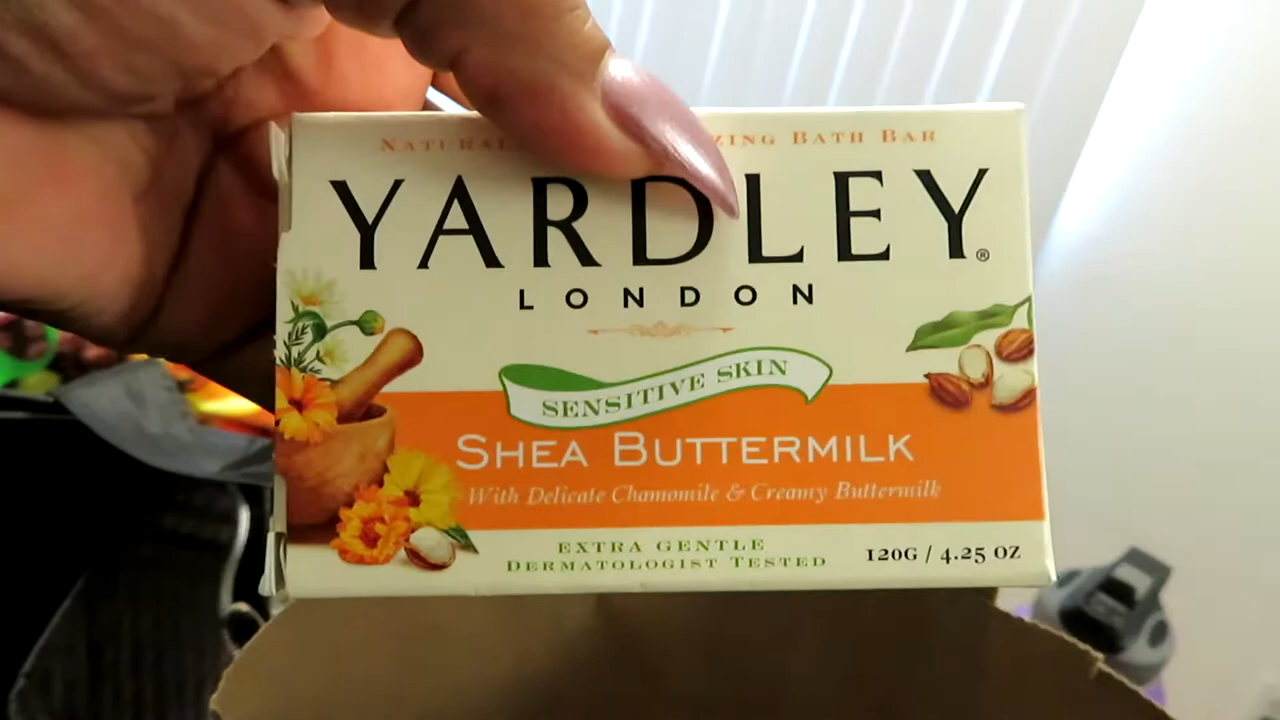 NATURAL BATH BAR
YARDLEY®
LONDON
SENSITIVE SKIN
SHEA BUTTERMILK
With Delicate Chamomile & Creamy Buttermilk
EXTRA GENTLE
DERMATOLOGIST TESTED
120G / 4.25 OZ